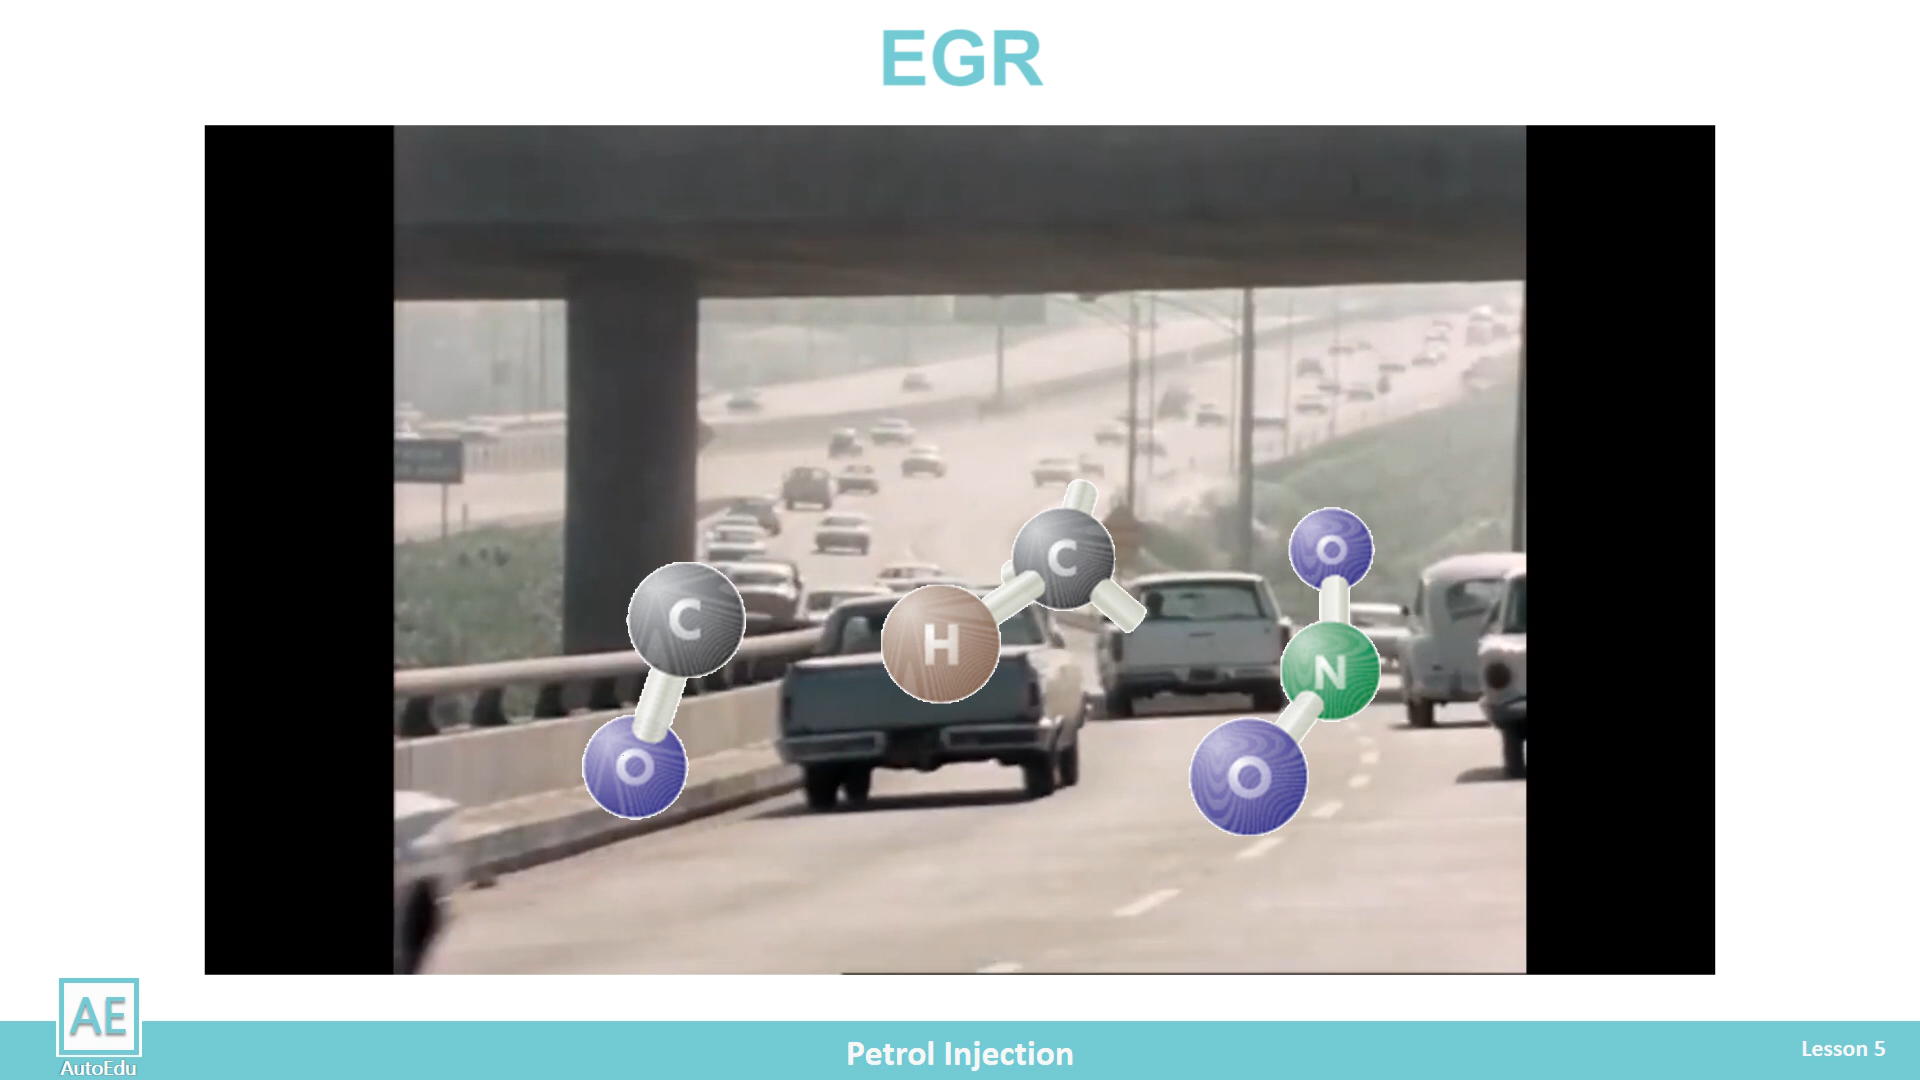 EGR
C
O
H
C
O
N
O
AE
AutoEdu
Petrol Injection
Lesson 5